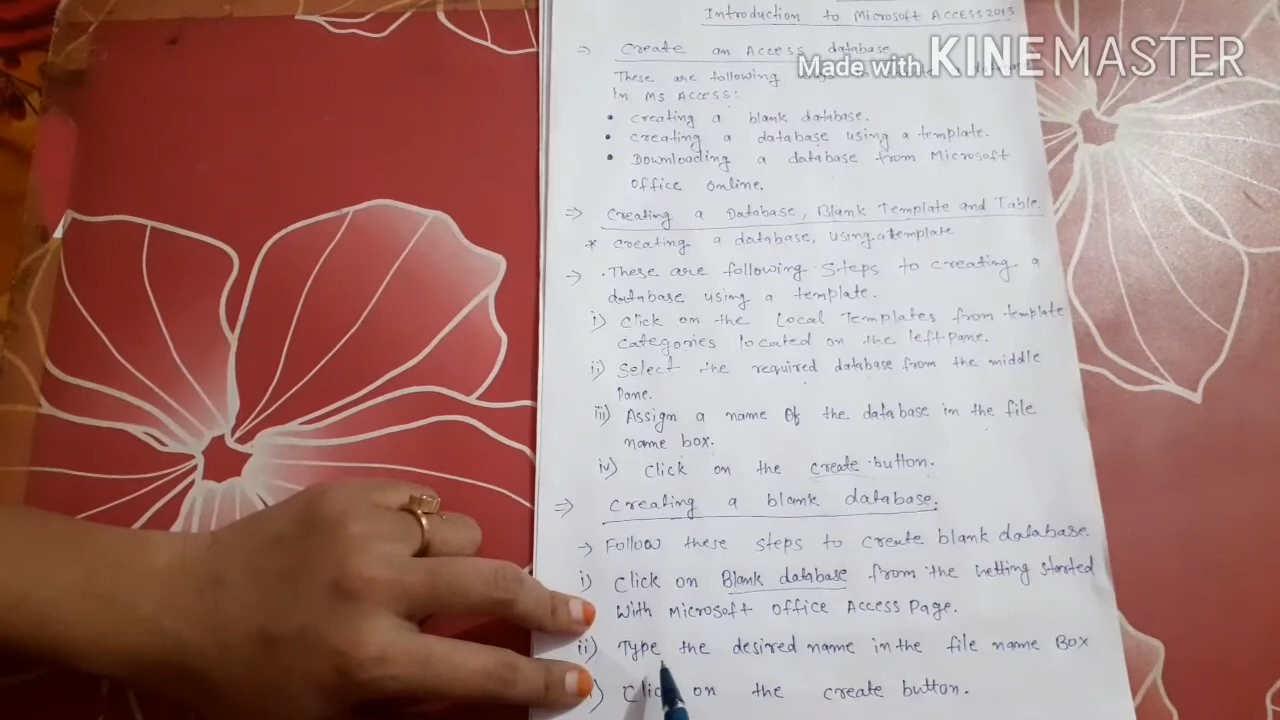 Introduction to Microsoft ACCESS 2013
=> Create an Access database
Made with KINEMASTER
These are following
In MS Access:
• creating a blank database.
• creating a database using a template.
• Downloading a database from Microsoft
office online.
=> Creating a Database, Blank Template and Table.
* creating a database, using a template
=> .These are following Steps to creating a
database using a template.
i) Click on the Local Templates from template
categories located on the left pane.
ii) Select the required database from the middle
Pane.
iii) Assign a name of the database in the file
name box.
iv) Click on the create button.
=> Creating a blank database.
-> Follow these steps to create blank database.
i) Click on Blank database from the Getting started
With Microsoft Office Access Page.
ii) Type the desired name in the file name Box
on the create button.